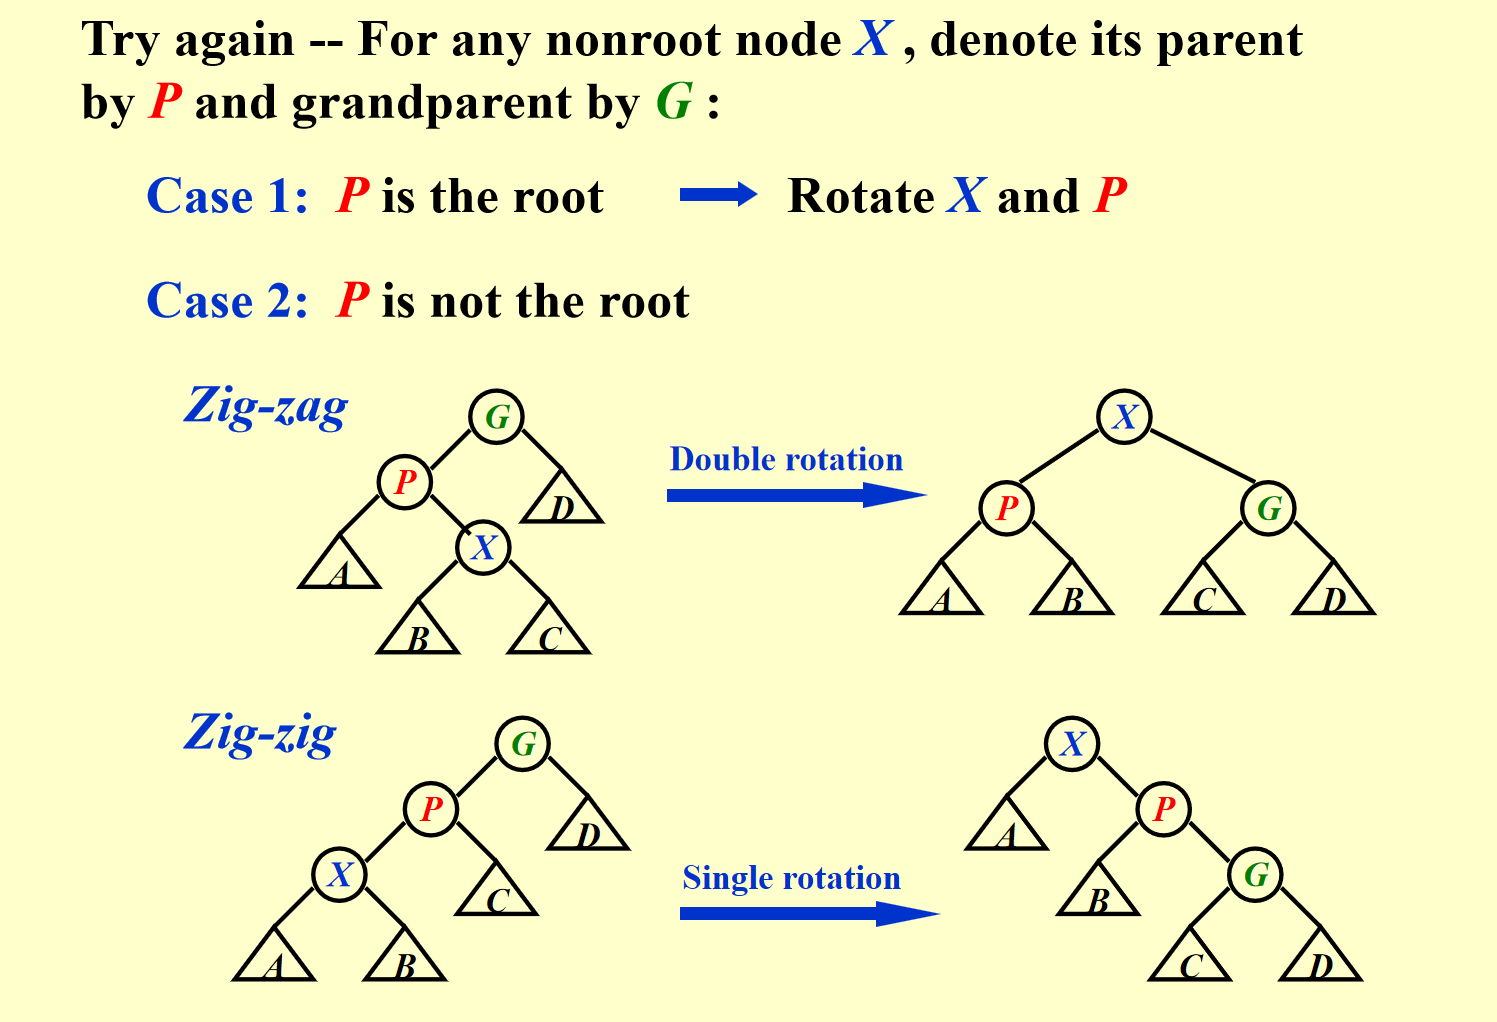 Try again -- For any nonroot node X , denote its parent
by P and grandparent by G :
Case 1: P is the root Rotate X and P
Case 2: P is not the root
Zig-zag
G
P
D
X
A
B
C
Double rotation
X
P
G
A
B
C
D
Zig-zig
G
P
D
X
C
A
B
Single rotation
X
A
P
B
G
C
D